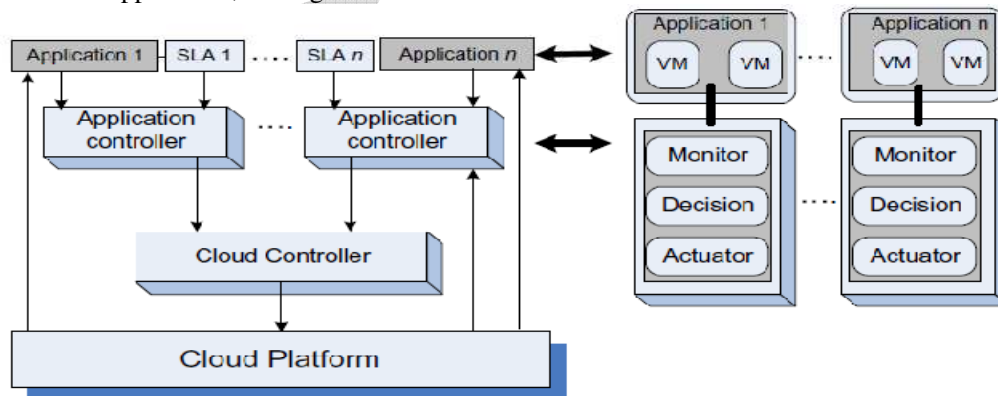 Application 1
SLA 1
SLA n
Application n
Application
controller
Application
controller
Cloud Controller
Cloud Platform
Application 1
VM
VM
Application n
VM
VM
Monitor
Decision
Actuator
Monitor
Decision
Actuator